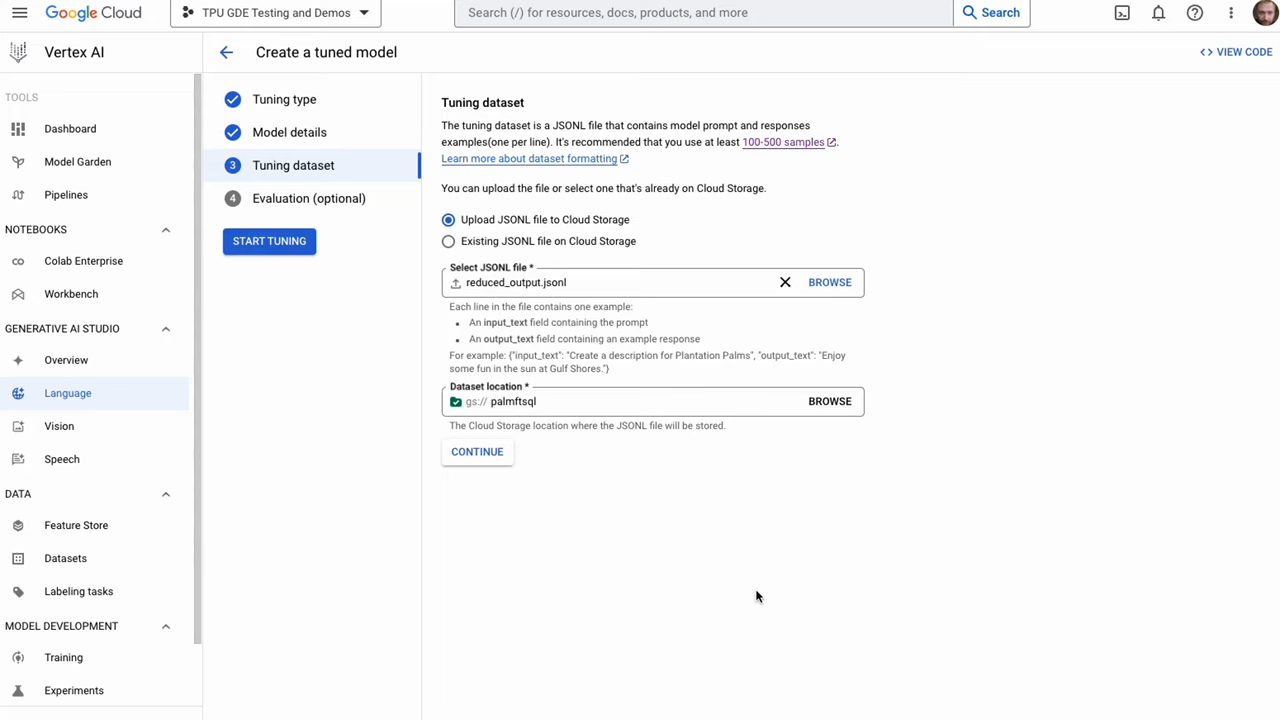 Google Cloud
TPU GDE Testing and Demos
Search (/) for resources, docs, products, and more
Search
Vertex AI
Create a tuned model
VIEW CODE
TOOLS
Dashboard
Model Garden
Pipelines
NOTEBOOKS
Colab Enterprise
Workbench
GENERATIVE AI STUDIO
Overview
Language
Vision
Speech
DATA
Feature Store
Datasets
Labeling tasks
MODEL DEVELOPMENT
Training
Experiments
Tuning type
Model details
3 Tuning dataset
4 Evaluation (optional)
START TUNING
Tuning dataset
The tuning dataset is a JSONL file that contains model prompt and responses
examples(one per line). It's recommended that you use at least 100-500 samples.
Learn more about dataset formatting
You can upload the file or select one that's already on Cloud Storage.
Upload JSONL file to Cloud Storage
Existing JSONL file on Cloud Storage
Select JSONL file *
reduced_output.jsonl
BROWSE
Each line in the file contains one example:
• An input_text field containing the prompt
• An output_text field containing an example response
For example: {"input_text": "Create a description for Plantation Palms", "output_text": "Enjoy
some fun in the sun at Gulf Shores."}
Dataset location *
gs:// palmftsql
BROWSE
The Cloud Storage location where the JSONL file will be stored.
CONTINUE